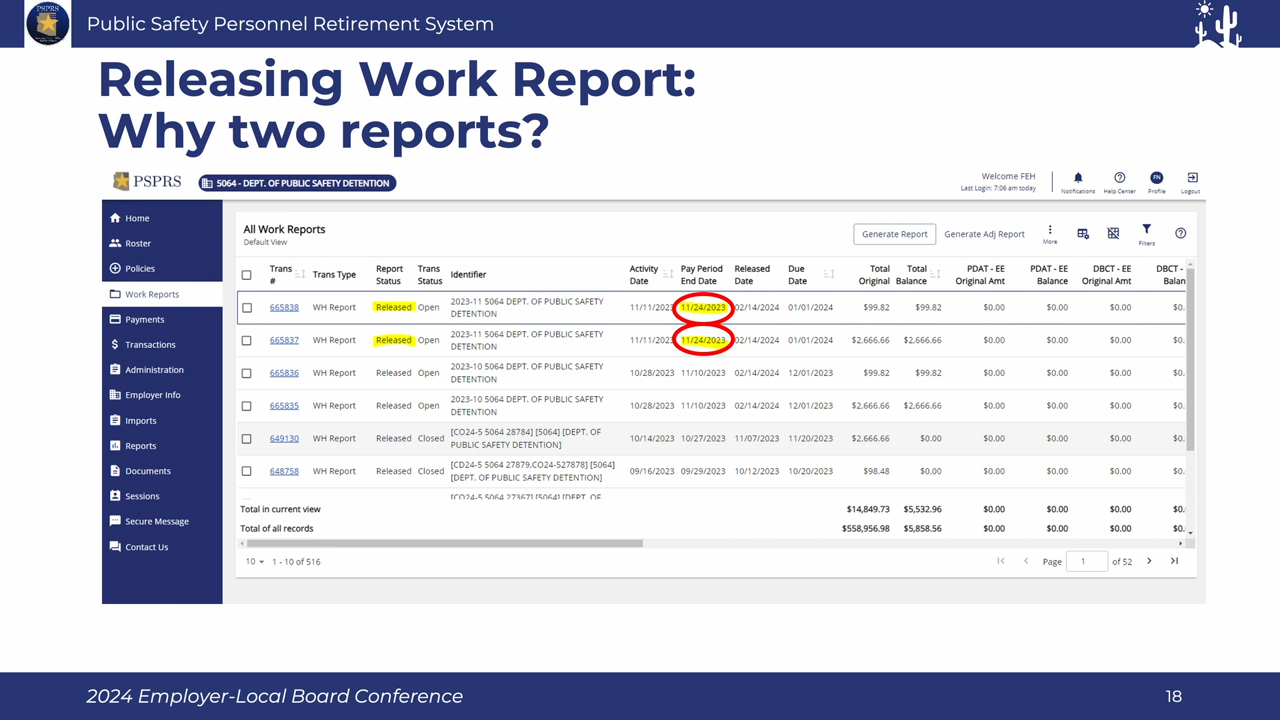 Public Safety Personnel Retirement System
Releasing Work Report:
Why two reports?
PSPRS
5064 - DEPT. OF PUBLIC SAFETY DETENTION
Welcome FEH
Last Login: 7:06 am today
Notifications
Help Center
FN
Profile
Logout
Home
Roster
Policies
Work Reports
Payments
Transactions
Administration
Employer Info
Imports
Reports
Documents
Sessions
Secure Message
Contact Us
All Work Reports
Default View
Generate Report
Generate Adj Report
More
Filters
Trans # Trans Type Report Status Trans Status Identifier Activity Date Pay Period End Date Released Date Due Date Total Original Total Balance PDAT - EE Original Amt PDAT - EE Balance DBCT - EE Original Amt DBCT - Balanc
665838 WH Report Released Open 2023-11 5064 DEPT. OF PUBLIC SAFETY DETENTION 11/11/2023 11/24/2023 02/14/2024 01/01/2024 $99.82 $99.82 $0.00 $0.00 $0.00 $0.
665837 WH Report Released Open 2023-11 5064 DEPT. OF PUBLIC SAFETY DETENTION 11/11/2023 11/24/2023 02/14/2024 01/01/2024 $2,666.66 $2,666.66 $0.00 $0.00 $0.00 $0.
665836 WH Report Released Open 2023-10 5064 DEPT. OF PUBLIC SAFETY DETENTION 10/28/2023 11/10/2023 02/14/2024 12/01/2023 $99.82 $99.82 $0.00 $0.00 $0.00 $0.
665835 WH Report Released Open 2023-10 5064 DEPT. OF PUBLIC SAFETY DETENTION 10/28/2023 11/10/2023 02/14/2024 12/01/2023 $2,666.66 $2,666.66 $0.00 $0.00 $0.00 $0.
649130 WH Report Released Closed [CO24-5 5064 28784] [5064] [DEPT. OF PUBLIC SAFETY DETENTION] 10/14/2023 10/27/2023 11/07/2023 11/20/2023 $2,666.66 $0.00 $0.00 $0.00 $0.00 $0.
648758 WH Report Released Closed [CD24-5 5064 27879,CO24-527878] [5064] [DEPT. OF PUBLIC SAFETY DETENTION] 09/16/2023 09/29/2023 10/12/2023 10/20/2023 $98.48 $0.00 $0.00 $0.00 $0.00 $0.
[CO24-5 5064 27367] [5064] [DEPT. OF
Total in current view $14,849.73 $5,532.96 $0.00 $0.00 $0.00 $0.
Total of all records $558,956.98 $5,858.56 $0.00 $0.00 $0.00 $0.
10 1 - 10 of 516 Page 1 of 52
2024 Employer-Local Board Conference
18